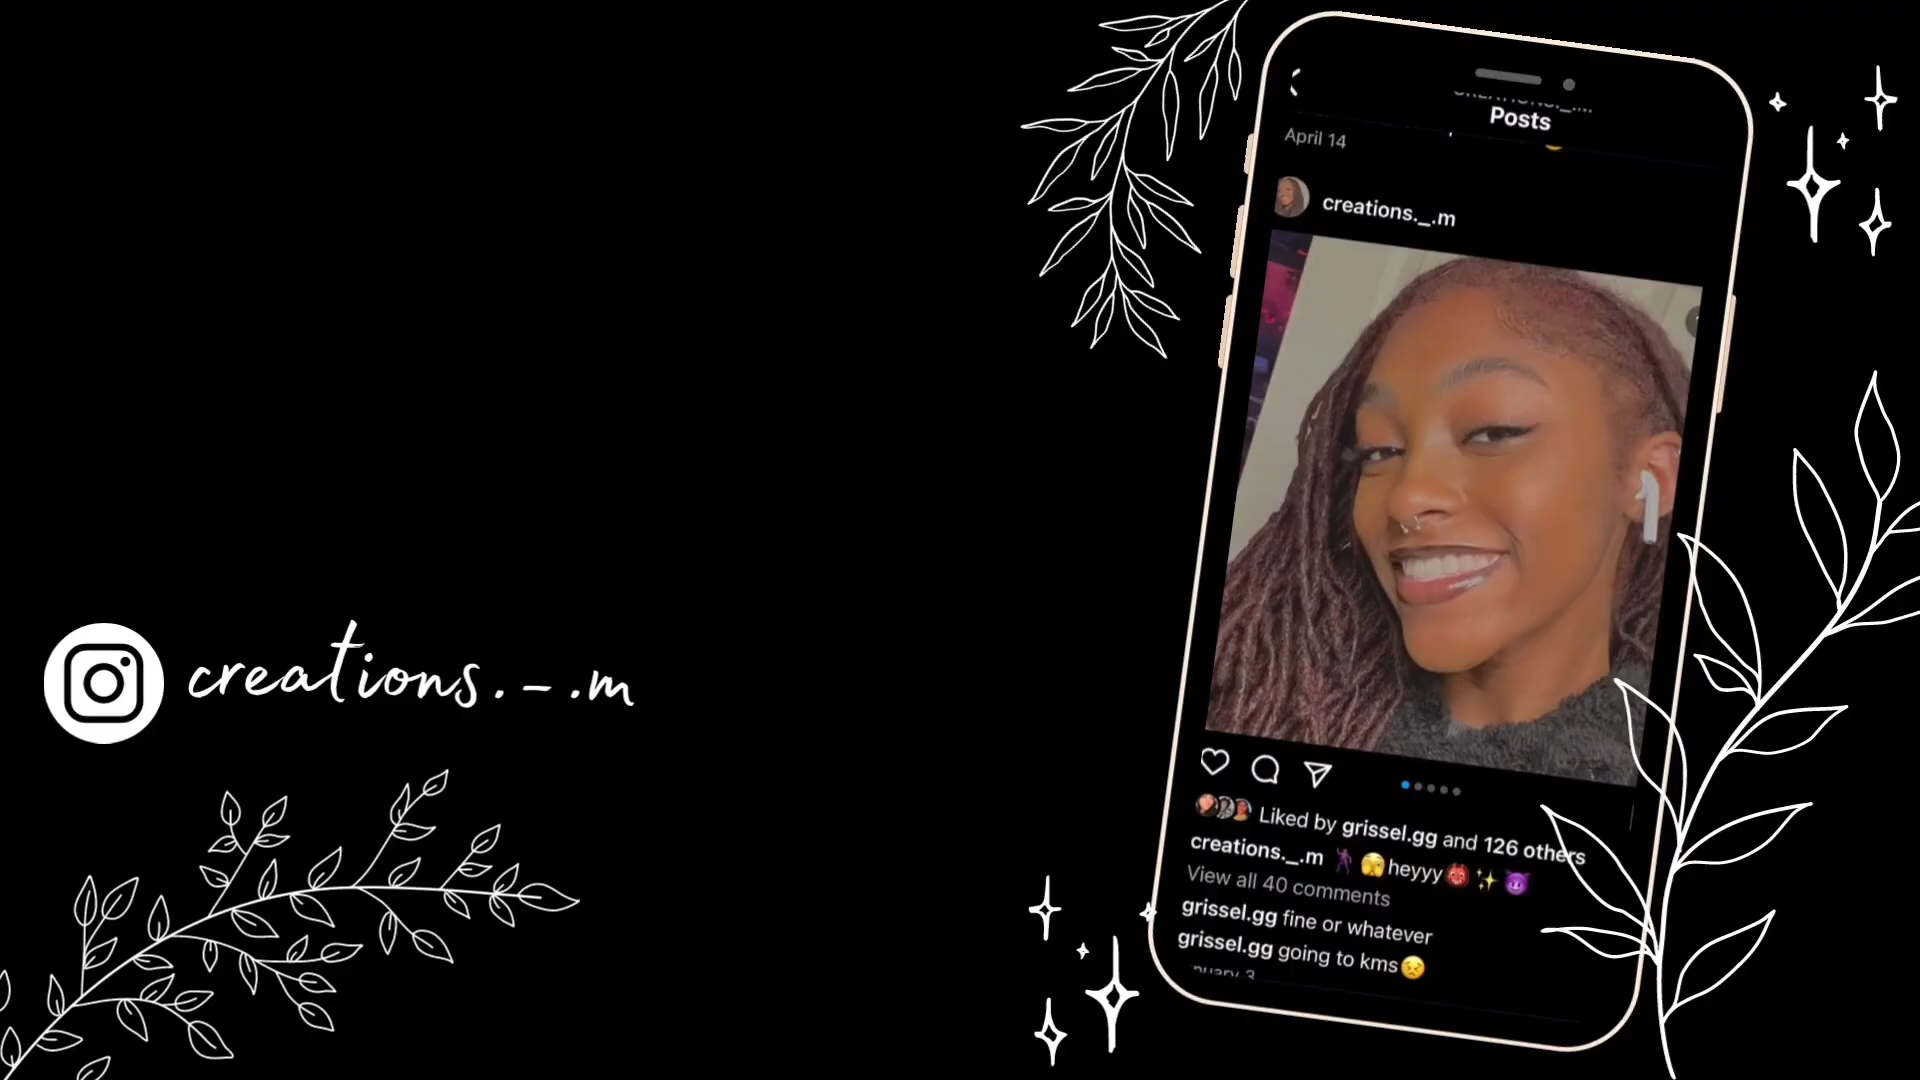 Posts
April 14
creations._.m
creations.-.m
Liked by grissel.gg and 126 others
creations._.m 🕺🏿🫣heyyy👹✨😈
View all 40 comments
grissel.gg fine or whatever
grissel.gg going to kms😣